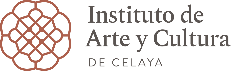 Instituto de
Arte y Cultura
DE CELAYA